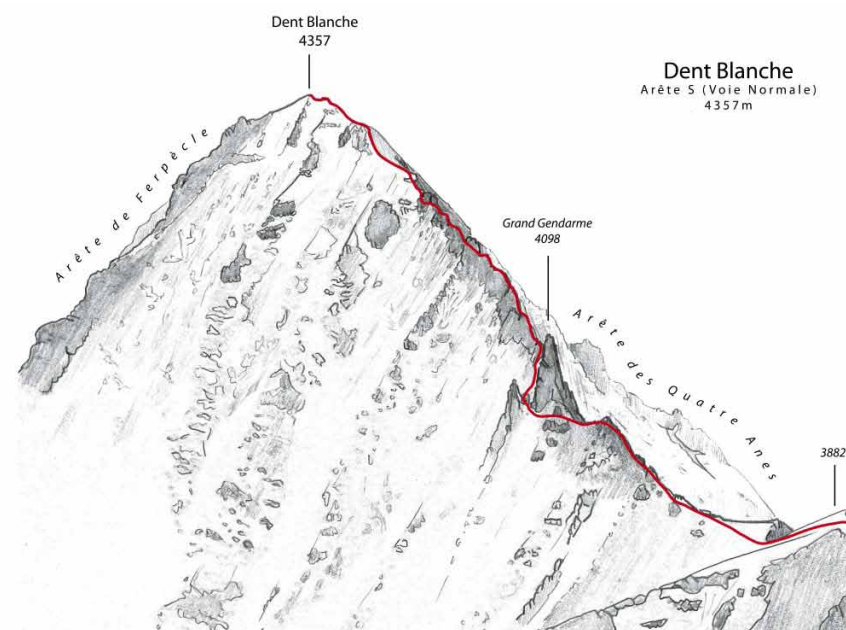 Dent Blanche
4357
Dent Blanche
Arête S (Voie Normale)
4357m
Arête de Ferpècle
Grand Gendarme
4098
Arête des Quatre Anes
3882